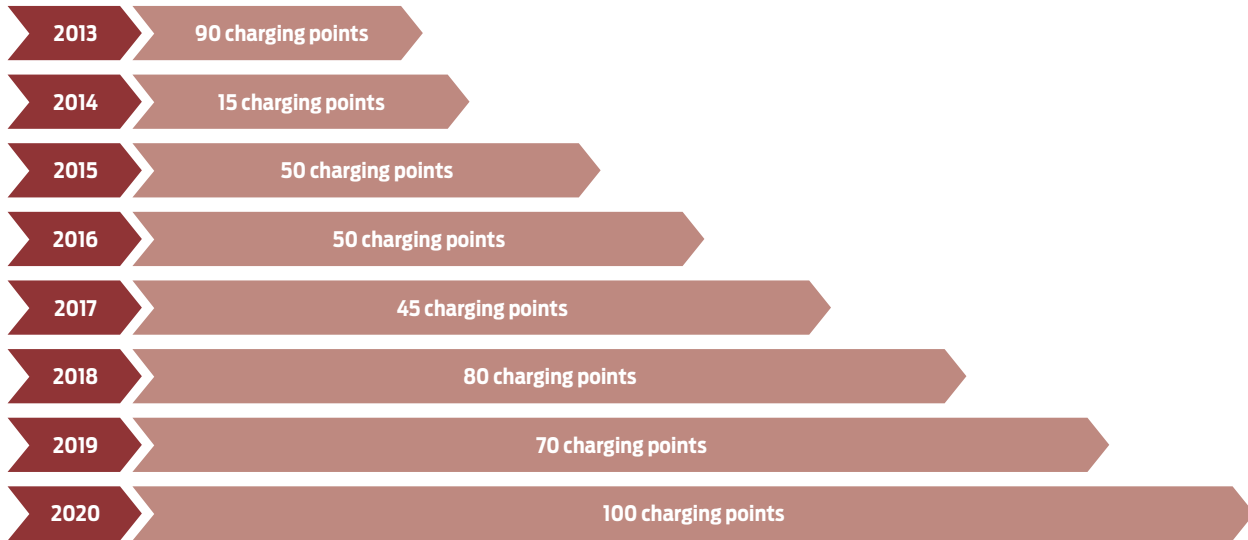 2013 90 charging points
2014 15 charging points
2015 50 charging points
2016 50 charging points
2017 45 charging points
2018 80 charging points
2019 70 charging points
2020 100 charging points